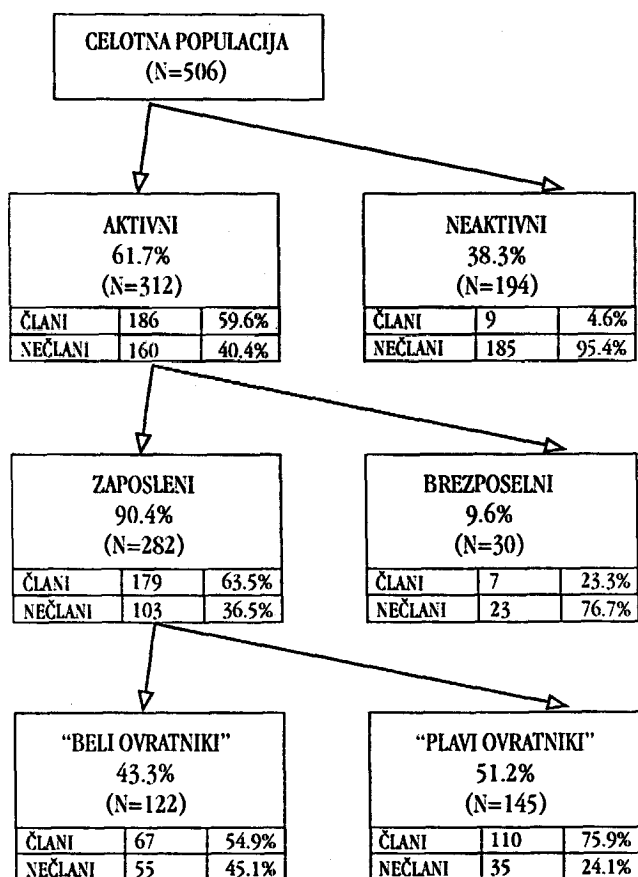 CELOTNA POPULACIJA
(N=506)
AKTIVNI
61.7%
(N=312)
ČLANI 186 59.6%
NEČLANI 160 40.4%
NEAKTIVNI
38.3%
(N=194)
ČLANI 9 4.6%
NEČLANI 185 95.4%
ZAPOSLENI
90.4%
(N=282)
ČLANI 179 63.5%
NEČLANI 103 36.5%
BREZPOSELNI
9.6%
(N=30)
ČLANI 7 23.3%
NEČLANI 23 76.7%
"BELI OVRATNIKI"
43.3%
(N=122)
ČLANI 67 54.9%
NEČLANI 55 45.1%
"PLAVI OVRATNIKI"
51.2%
(N=145)
ČLANI 110 75.9%
NEČLANI 35 24.1%